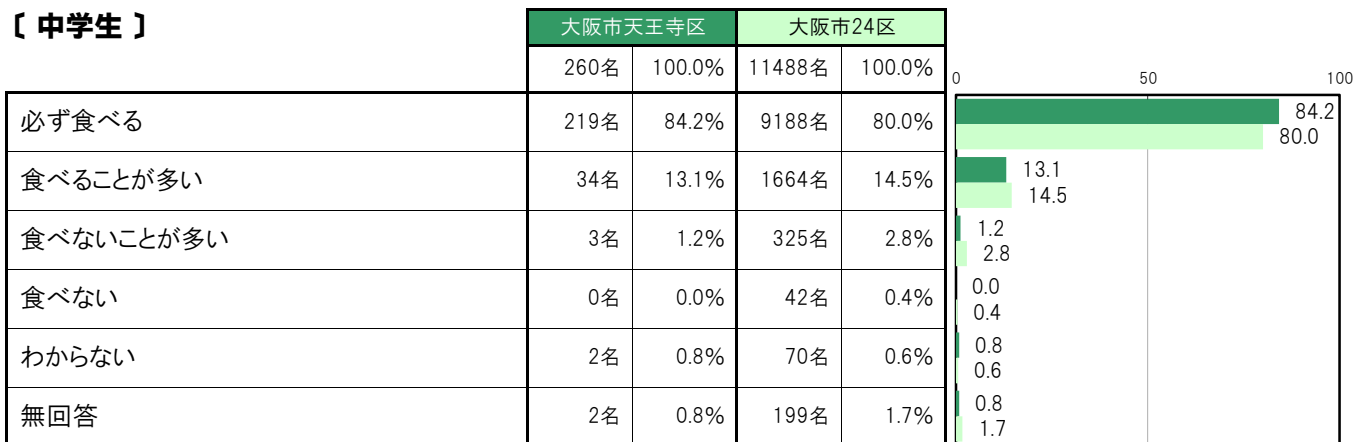 〔 中学生 〕
大阪市天王寺区 大阪市24区
260名 100.0% 11488名 100.0%
0 50 100
必ず食べる 219名 84.2% 9188名 80.0%
84.2
80.0
食べることが多い 34名 13.1% 1664名 14.5%
13.1
14.5
食べないことが多い 3名 1.2% 325名 2.8%
1.2
2.8
食べない 0名 0.0% 42名 0.4%
0.0
0.4
わからない 2名 0.8% 70名 0.6%
0.8
0.6
無回答 2名 0.8% 199名 1.7%
0.8
1.7